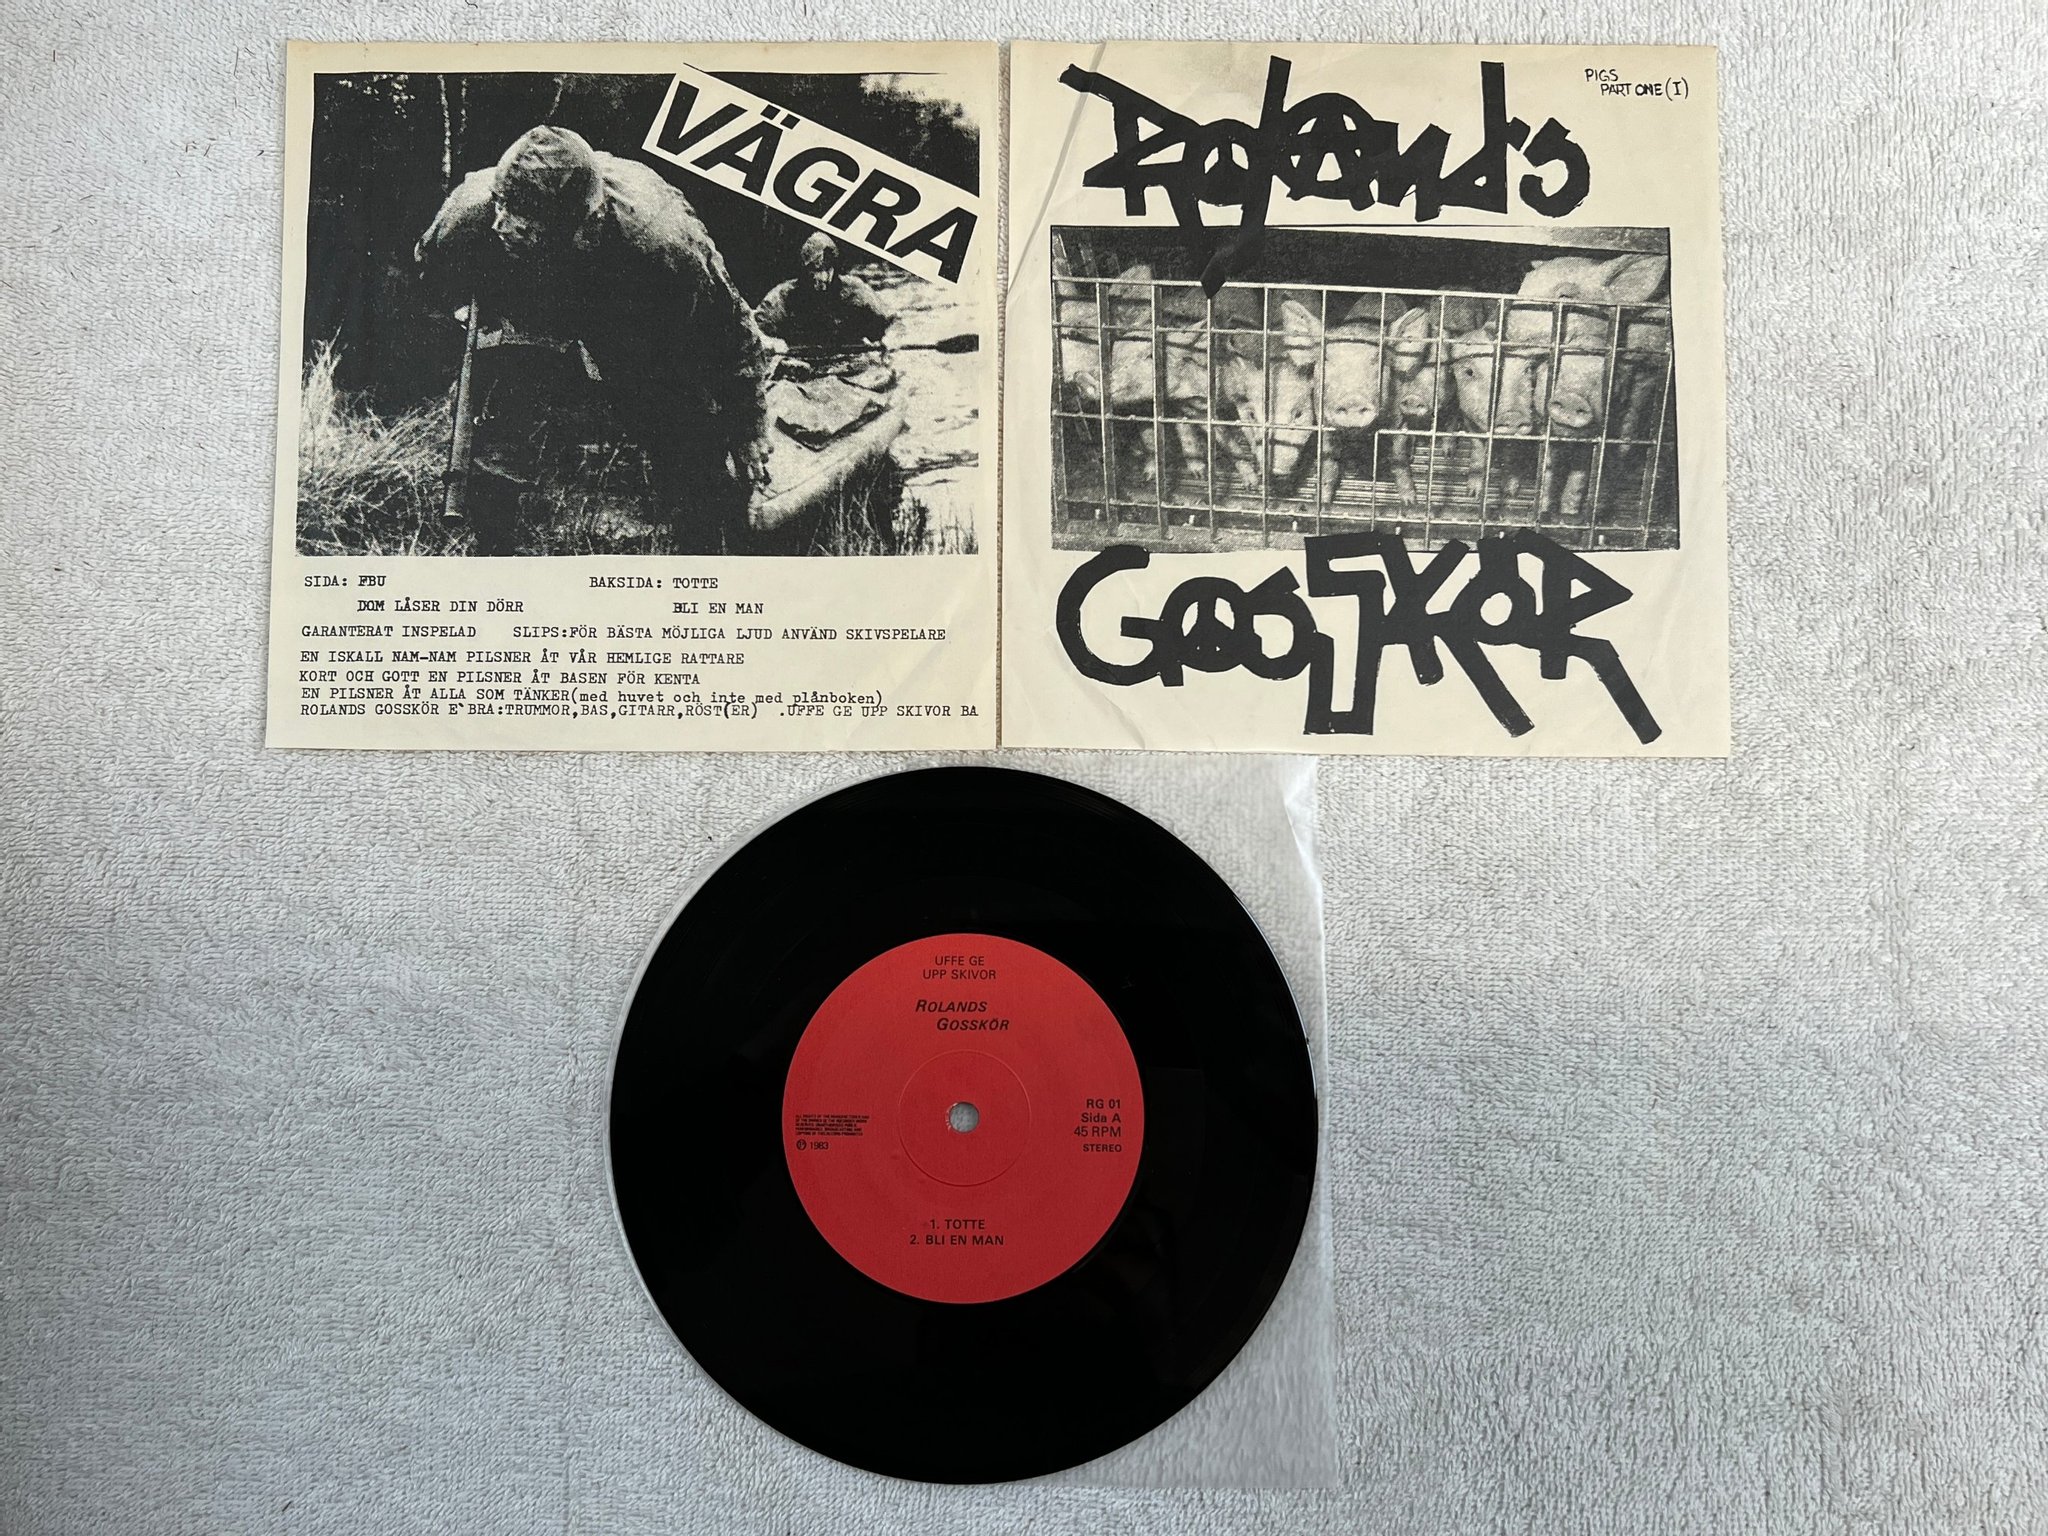 VÄGRA
SIDA: FBU
BAKSIDA: TOTTE
DOM LÅSER DIN DÖRR
BLI EN MAN
GARANTERAT INSPELAD SLIPS:FÖR BÄSTA MÖJLIGA LJUD ANVÄND SKIVSPELARE
EN ISKALL NAM-NAM PILSNER ÅT VÅR HEMLIGE RATTARE
KORT OCH GOTT EN PILSNER ÅT BASEN FÖR KENTA
EN PILSNER ÅT ALLA SOM TÄNKER(med huvet och inte med plånboken)
ROLANDS GOSSKÖR E`BRA:TRUMMOR,BAS,GITARR,RÖST(ER) .UFFE GE UPP SKIVOR BA
PIGS
PART ONE (I)
Rolands
GOSSKÖR
UFFE GE
UPP SKIVOR
ROLANDS
GOSSKÖR
RG 01
Sida A
45 RPM
STEREO
Ⓟ 1983
1. TOTTE
2. BLI EN MAN